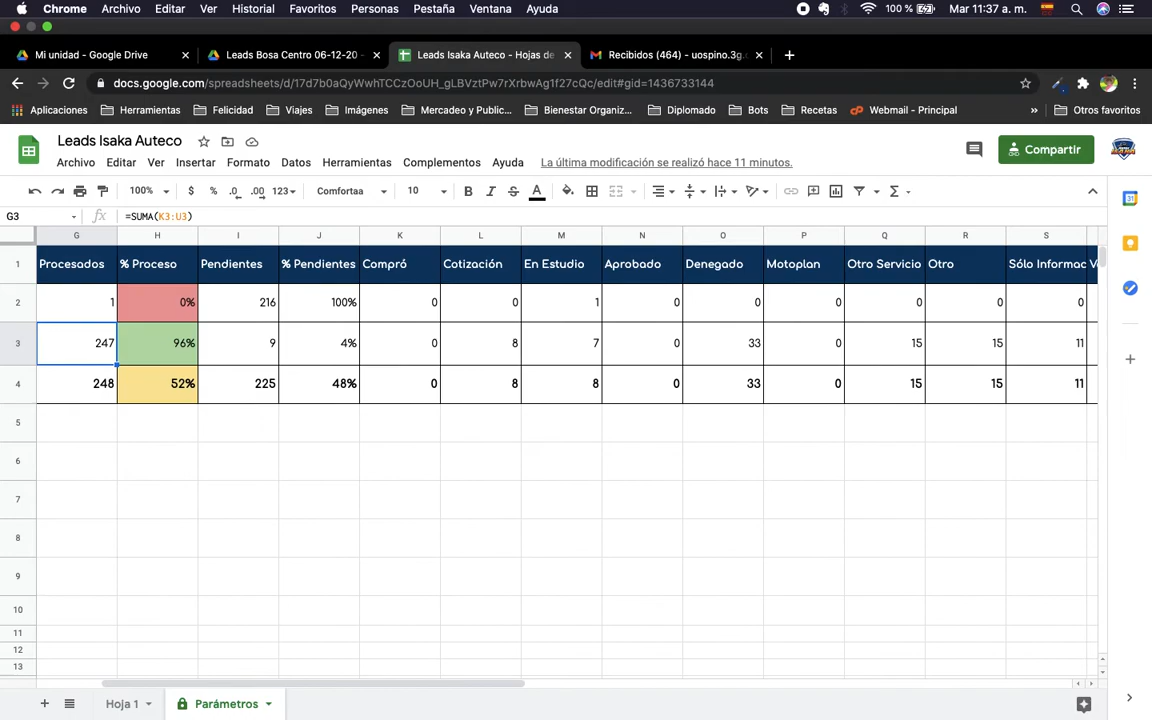 Chrome Archivo Editar Ver Historial Favoritos Personas Pestaña Ventana Ayuda 100 % Mar 11:37 a. m.
Mi unidad - Google Drive Leads Bosa Centro 06-12-20 - Leads Isaka Auteco - Hojas de Recibidos (464) - uospino.3g.
docs.google.com/spreadsheets/d/17d7b0aQyWwhTCCzOoUH_gLBVztPw7rXrbwAg1f27cQc/edit#gid=1436733144
Aplicaciones Herramientas Felicidad Viajes Imágenes Mercadeo y Public... Bienestar Organiz... Diplomado Bots Recetas Webmail - Principal » Otros favoritos
Leads Isaka Auteco
Archivo Editar Ver Insertar Formato Datos Herramientas Complementos Ayuda La última modificación se realizó hace 11 minutos. Compartir
100% $ % .0 .00 123 Comfortaa 10 B I S A Σ
G3 fx =SUMA(K3:U3)
G H I J K L M N O P Q R S
1 Procesados % Proceso Pendientes % Pendientes Compró Cotización En Estudio Aprobado Denegado Motoplan Otro Servicio Otro Sólo Informac
2 1 0% 216 100% 0 0 1 0 0 0 0 0 0
3 247 96% 9 4% 0 8 7 0 33 0 15 15 11
4 248 52% 225 48% 0 8 8 0 33 0 15 15 11
5
6
7
8
9
10
11
12
13
+ Hoja 1 Parámetros